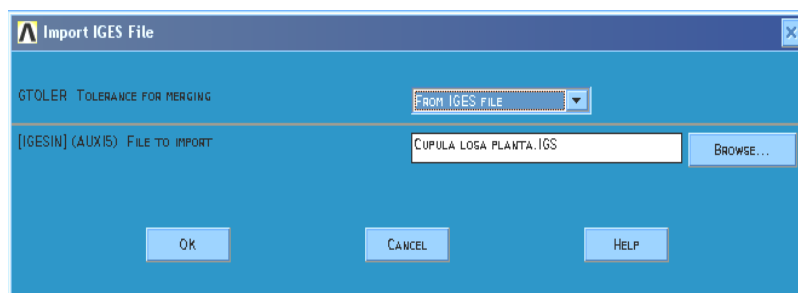 Import IGES File
GTOLER Tolerance for merging From IGES file
[IGESIN] (AUX15) File to import Cupula losa planta.IGS Browse...
OK Cancel Help